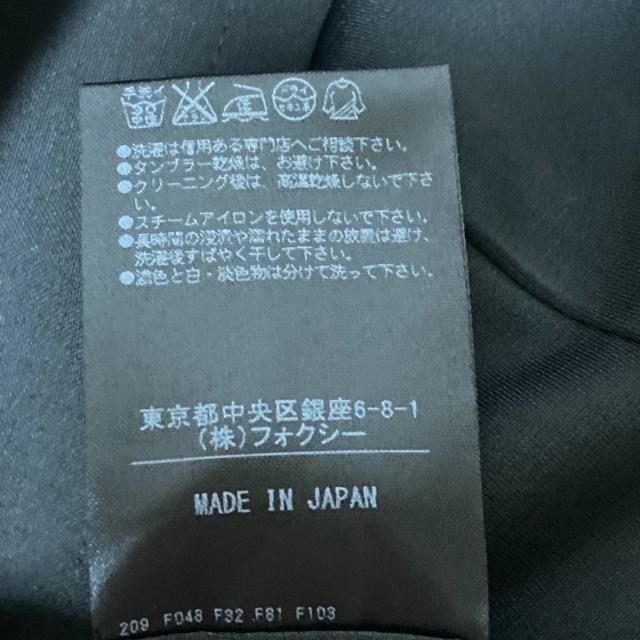 ●洗濯は信用ある専門店へご相談下さい。
●タンブラー乾燥は、お避け下さい。
●クリーニング後は、高温乾燥しないで下さ
い。
●スチームアイロンを使用しないで下さい。
●長時間の浸漬や濡れたままの放置は避け、
洗濯後すばやく干して下さい。
●濃色と白・淡色物は分けて洗って下さい。
東京都中央区銀座6-8-1
(株)フォクシー
MADE IN JAPAN
209 F048 F32 F81 F103